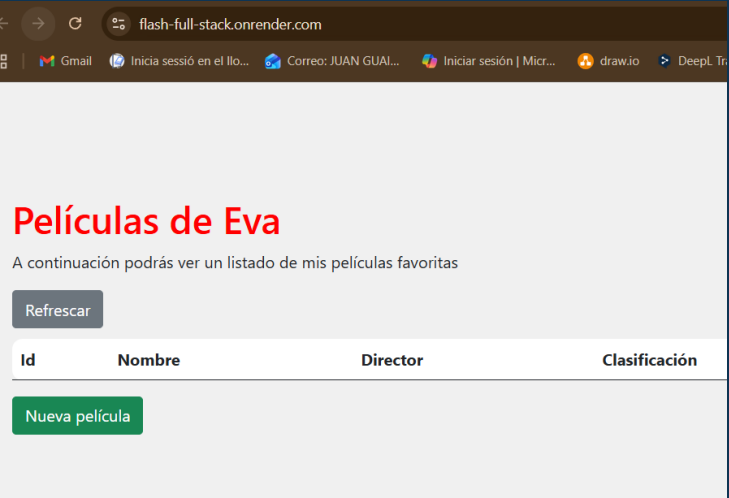 flash-full-stack.onrender.com
Gmail Inicia sessió en el llo... Correo: JUAN GUAI... Iniciar sesión | Micr... draw.io DeepL Tra
Películas de Eva
A continuación podrás ver un listado de mis películas favoritas
Refrescar
Id Nombre Director Clasificación
Nueva película